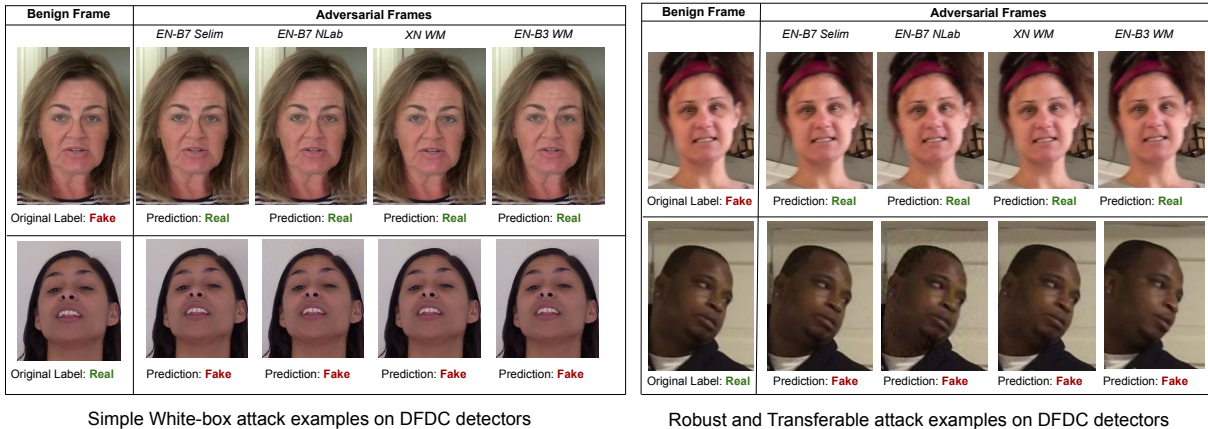 Benign Frame
Adversarial Frames
EN-B7 Selim EN-B7 NLab XN WM EN-B3 WM
Original Label: Fake Prediction: Real Prediction: Real Prediction: Real Prediction: Real
Original Label: Real Prediction: Fake Prediction: Fake Prediction: Fake Prediction: Fake
Simple White-box attack examples on DFDC detectors
Benign Frame
Adversarial Frames
EN-B7 Selim EN-B7 NLab XN WM EN-B3 WM
Original Label: Fake Prediction: Real Prediction: Real Prediction: Real Prediction: Real
Original Label: Real Prediction: Fake Prediction: Fake Prediction: Fake Prediction: Fake
Robust and Transferable attack examples on DFDC detectors